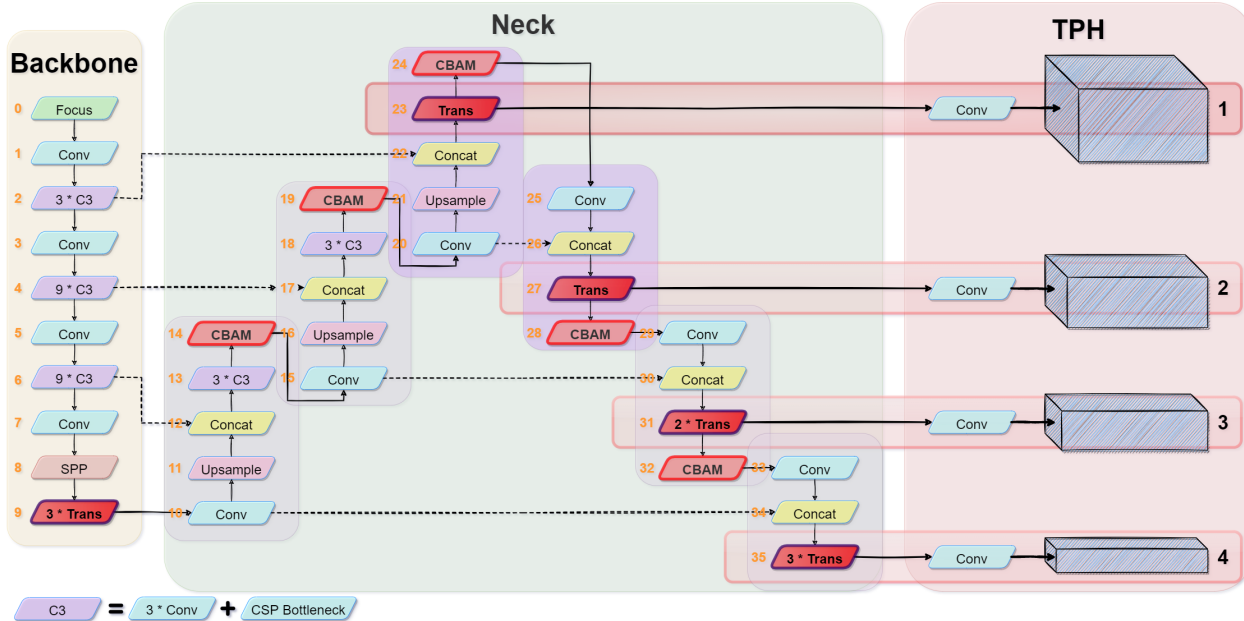 Backbone
0 Focus
1 Conv
2 3 * C3
3 Conv
4 9 * C3
5 Conv
6 9 * C3
7 Conv
8 SPP
9 3 * Trans
Neck
10 Conv
11 Upsample
12 Concat
13 3 * C3
14 CBAM
15 Conv
16 Upsample
17 Concat
18 3 * C3
19 CBAM
20 Conv
21 Upsample
22 Concat
23 Trans
24 CBAM
25 Conv
26 Concat
27 Trans
28 CBAM
29 Conv
30 Concat
31 2 * Trans
32 CBAM
33 Conv
34 Concat
35 3 * Trans
TPH
Conv 1
Conv 2
Conv 3
Conv 4
C3 = 3 * Conv + CSP Bottleneck